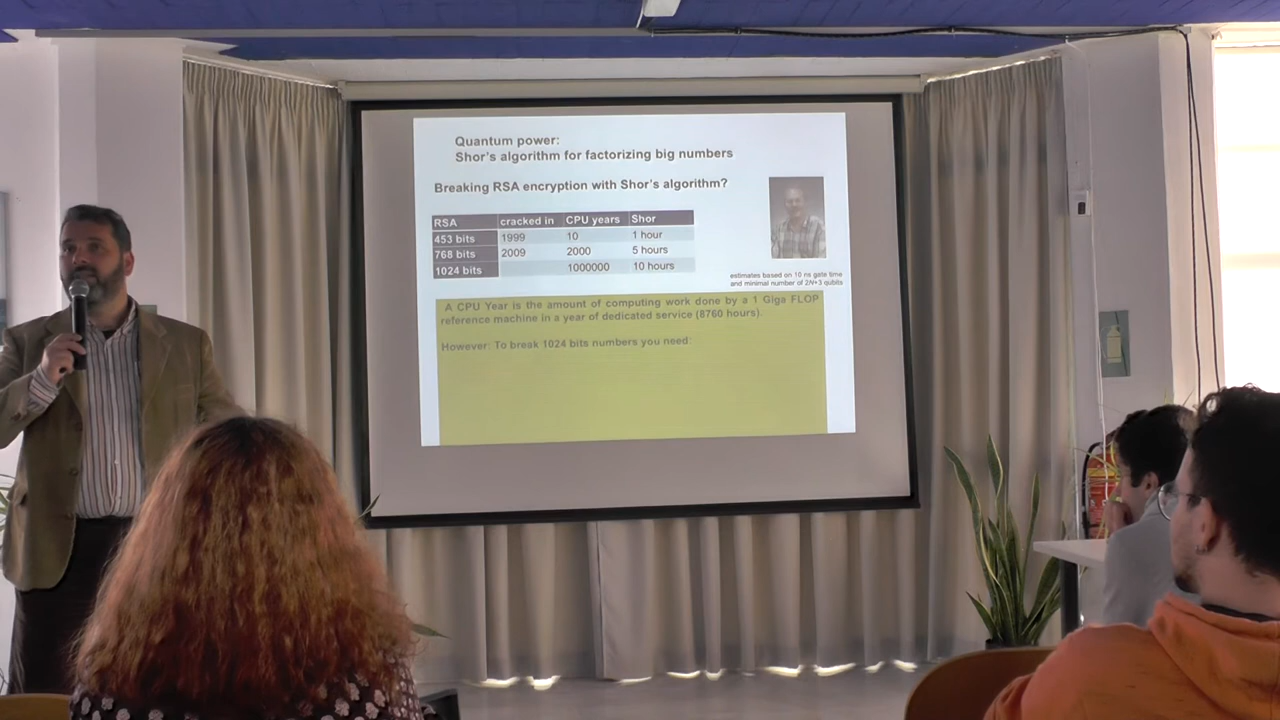 Quantum power:
Shor's algorithm for factorizing big numbers
Breaking RSA encryption with Shor's algorithm?
RSA cracked in CPU years Shor
453 bits 1999 10 1 hour
768 bits 2009 2000 5 hours
1024 bits 1000000 10 hours
estimates based on 10 ns gate time
and minimal number of 2N+3 qubits
A CPU Year is the amount of computing work done by a 1 Giga FLOP
reference machine in a year of dedicated service (8760 hours).
However: To break 1024 bits numbers you need: